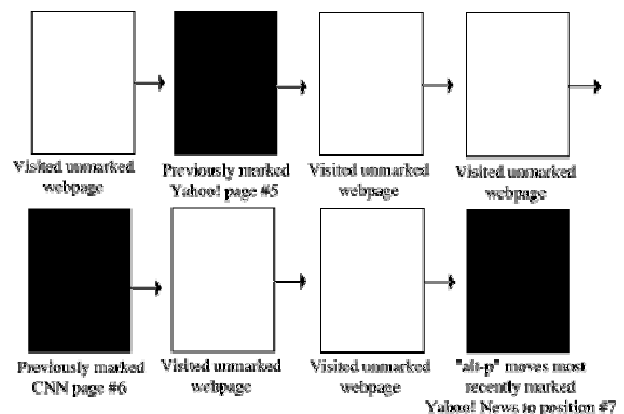 Visited unmarked
webpage
Previously marked
Yahoo! page #5
Visited unmarked
webpage
Visited unmarked
webpage
Previously marked
CNN page #6
Visited unmarked
webpage
Visited unmarked
webpage
"alt-p" moves most
recently marked
Yahoo! News to position #7